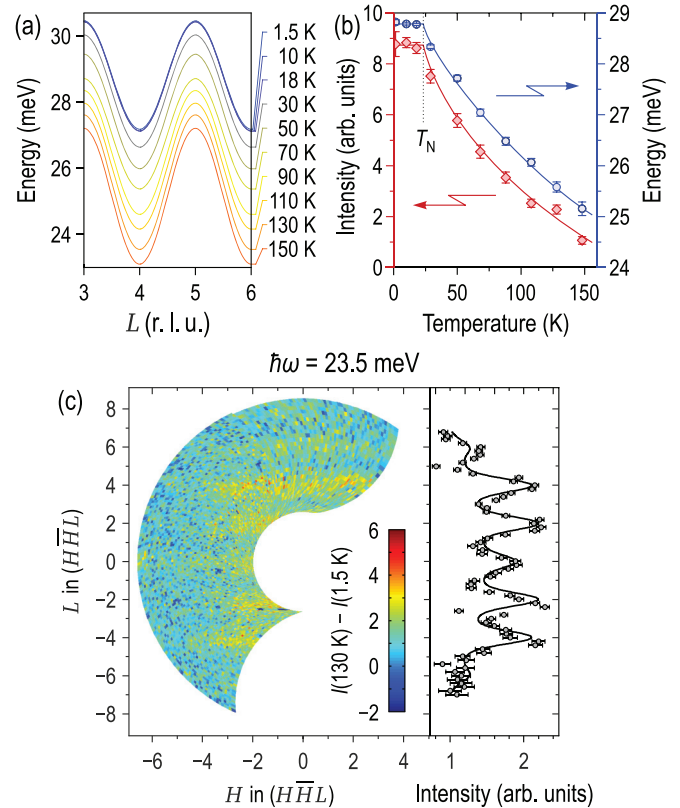 (a)
30
28
26
24
Energy (meV)
3 4 5 6
L (r. l. u.)
1.5 K
10 K
18 K
30 K
50 K
70 K
90 K
110 K
130 K
150 K
(b)
10
8
6
4
2
0
Intensity (arb. units)
T_N
29
28
27
26
25
24
Energy (meV)
0 50 100 150
Temperature (K)
ħω = 23.5 meV
(c)
8
6
4
2
0
−2
−4
−6
−8
L in (HH̅L)
−6 −4 −2 0 2 4
H in (HH̅L)
I(130 K) − I(1.5 K)
6
4
2
0
−2
1 2
Intensity (arb. units)